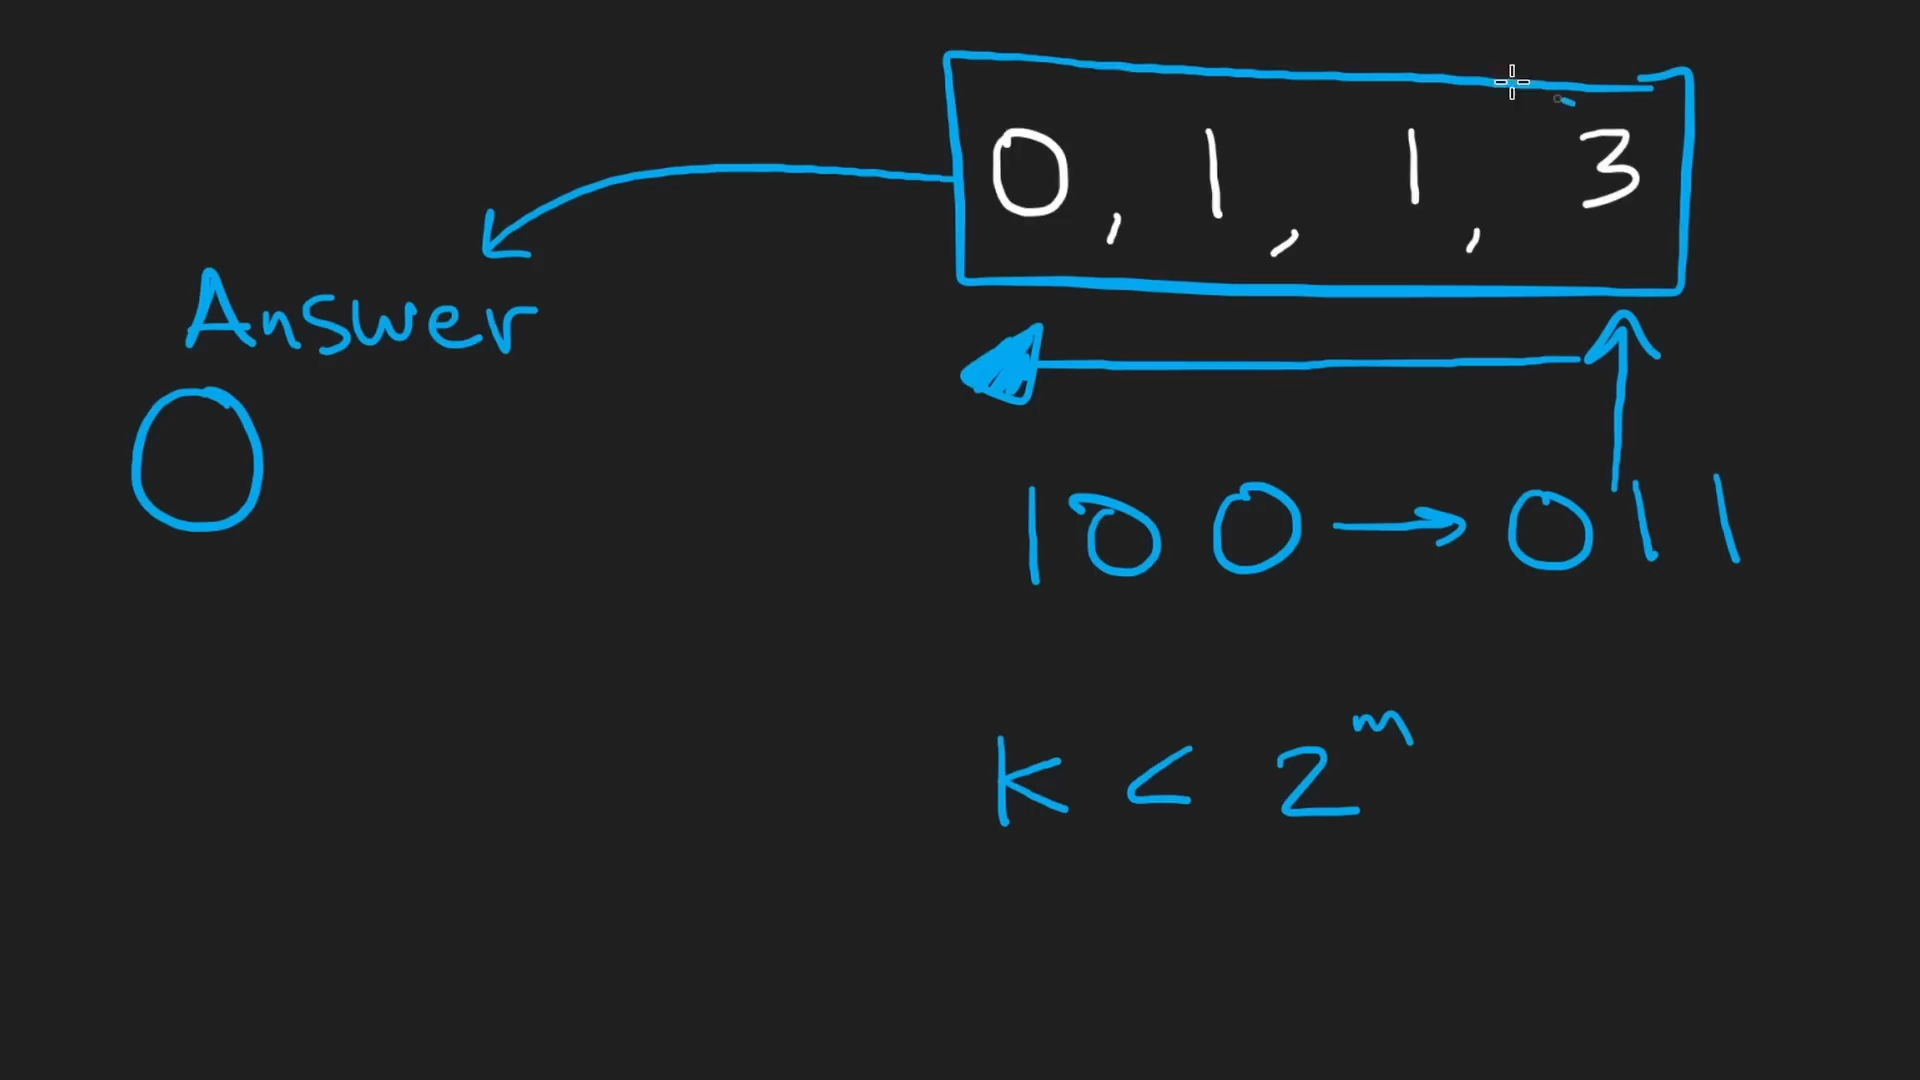 0, 1, 1, 3
Answer
0
100 → 011
k < 2^m